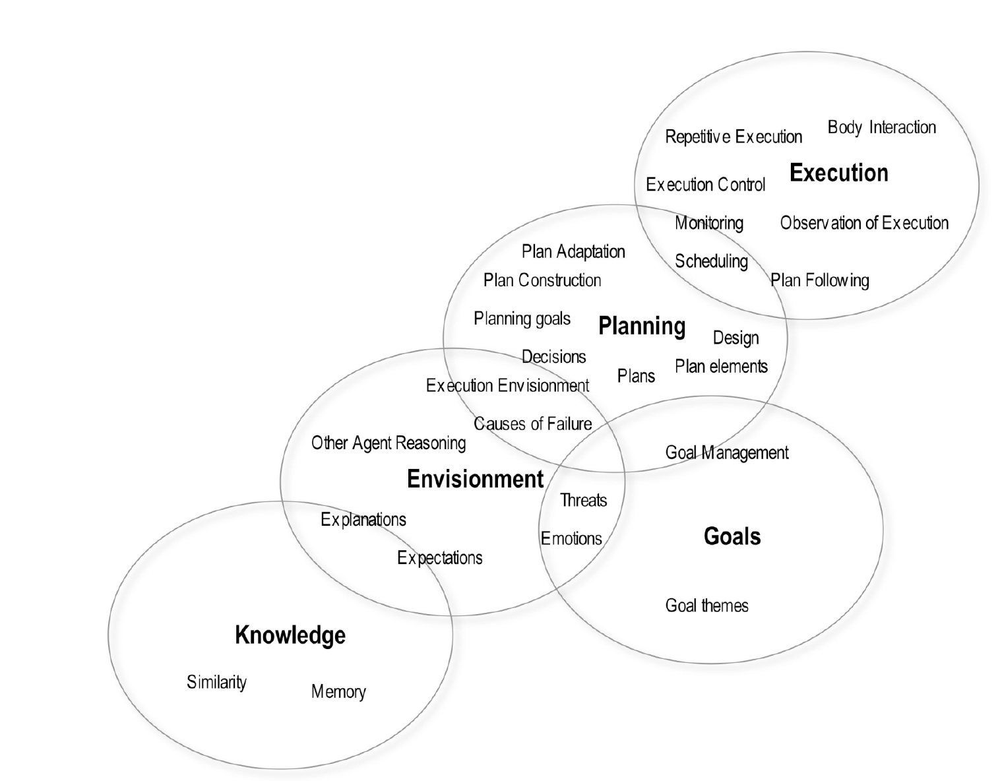 Body Interaction
Repetitive Execution
Execution
Execution Control
Monitoring
Observation of Execution
Plan Adaptation
Scheduling
Plan Construction
Plan Following
Planning goals
Planning
Design
Decisions
Plan elements
Plans
Execution Envisionment
Causes of Failure
Other Agent Reasoning
Goal Management
Envisionment
Threats
Explanations
Emotions
Goals
Expectations
Goal themes
Knowledge
Similarity
Memory